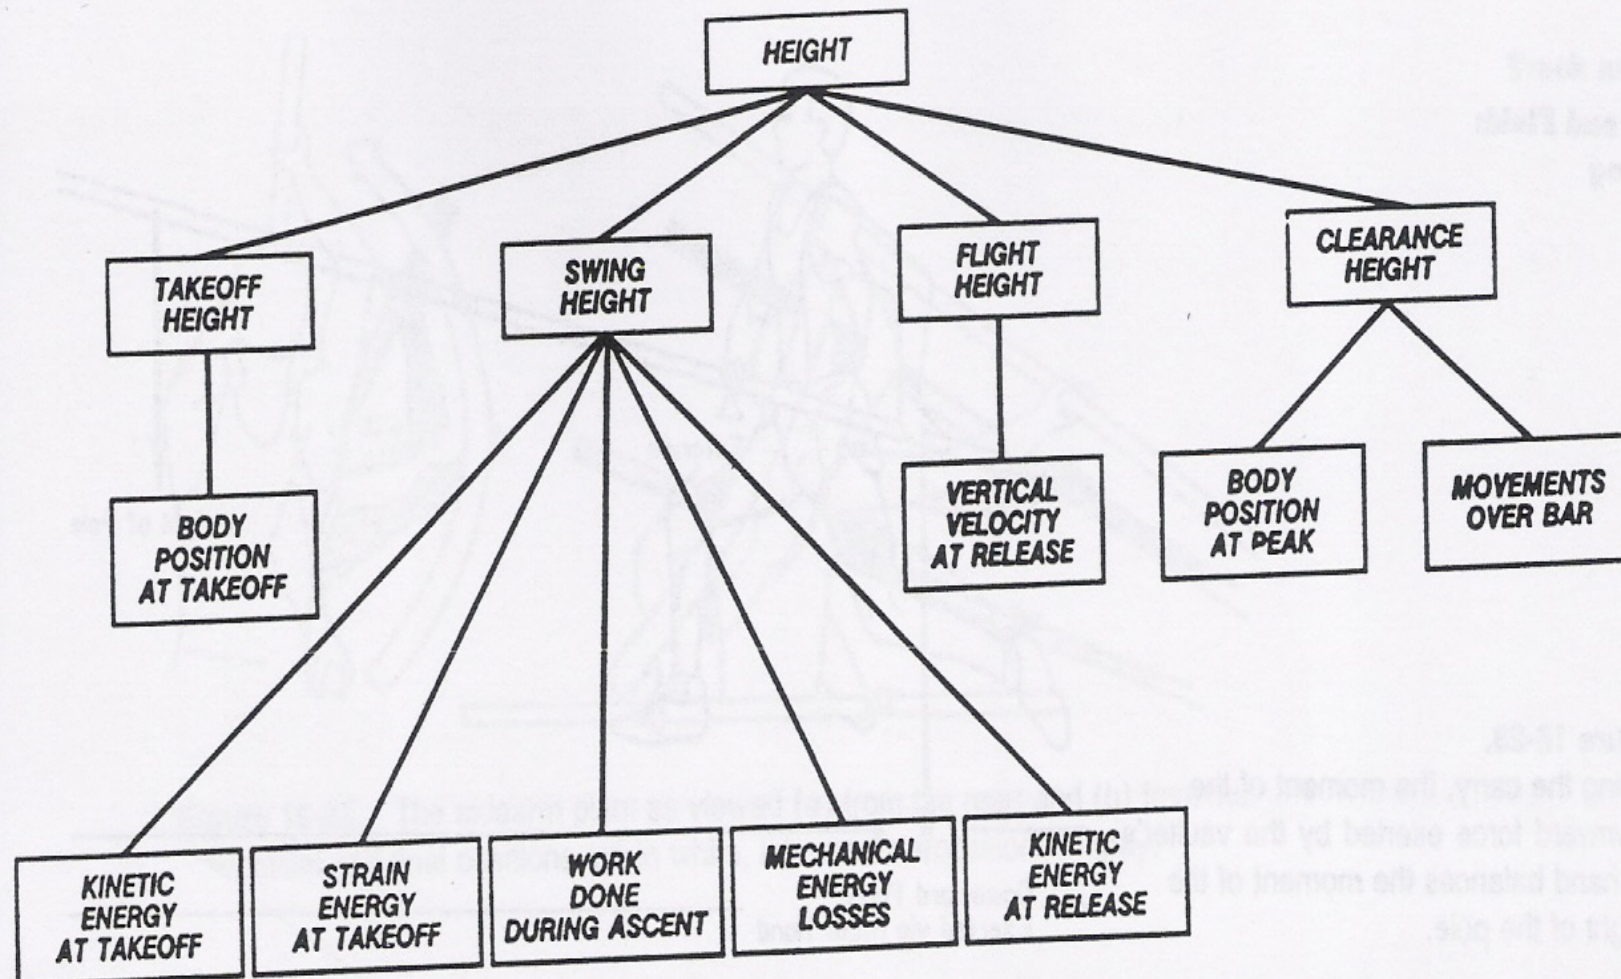 HEIGHT
TAKEOFF
HEIGHT
SWING
HEIGHT
FLIGHT
HEIGHT
CLEARANCE
HEIGHT
BODY
POSITION
AT TAKEOFF
VERTICAL
VELOCITY
AT RELEASE
BODY
POSITION
AT PEAK
MOVEMENTS
OVER BAR
KINETIC
ENERGY
AT TAKEOFF
STRAIN
ENERGY
AT TAKEOFF
WORK
DONE
DURING ASCENT
MECHANICAL
ENERGY
LOSSES
KINETIC
ENERGY
AT RELEASE